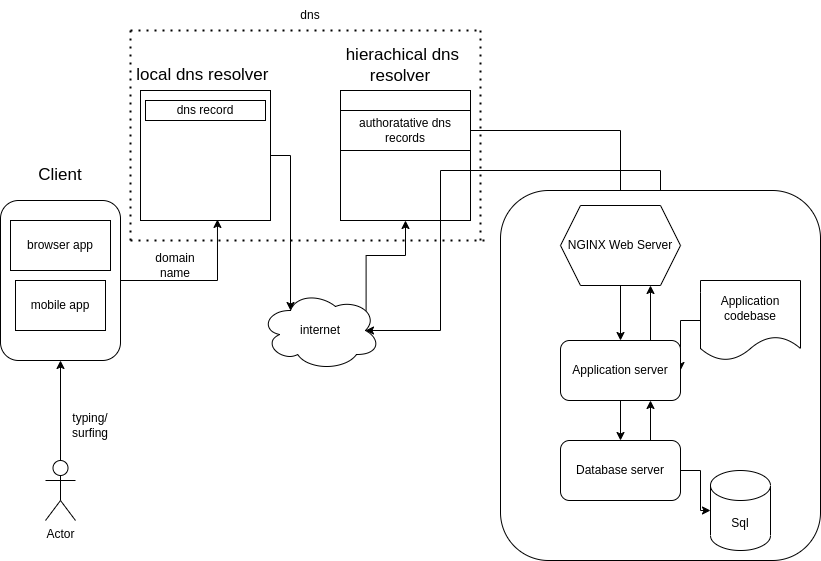 dns
local dns resolver
hierachical dns
resolver
dns record
authoratative dns
records
Client
browser app
mobile app
domain
name
internet
NGINX Web Server
Application
codebase
Application server
Database server
Sql
typing/
surfing
Actor